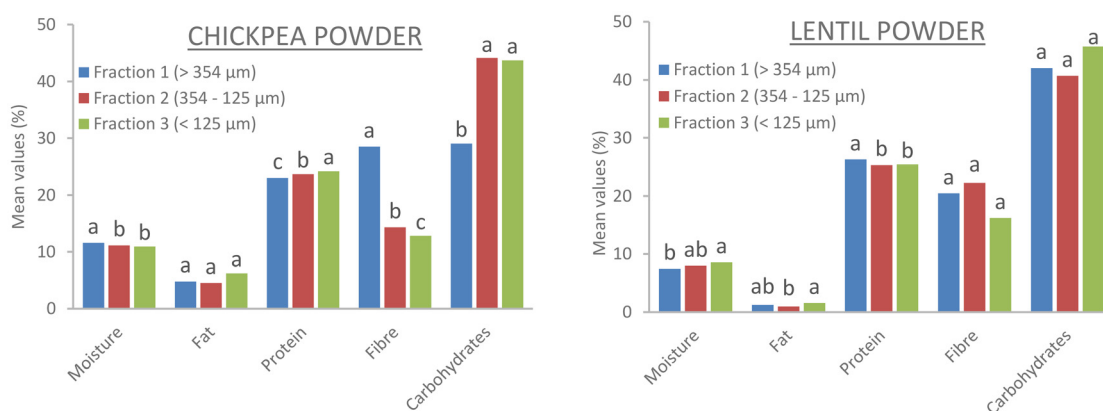 CHICKPEA POWDER
Fraction 1 (> 354 µm)
Fraction 2 (354 - 125 µm)
Fraction 3 (< 125 µm)
Mean values (%)
50
40
30
20
10
0
a b b
a a a
c b a
a b c
b a a
Moisture
Fat
Protein
Fibre
Carbohydrates
LENTIL POWDER
Fraction 1 (> 354 µm)
Fraction 2 (354 - 125 µm)
Fraction 3 (< 125 µm)
Mean values (%)
50
40
30
20
10
0
b ab a
ab b a
a b b
a a a
a a a
Moisture
Fat
Protein
Fibre
Carbohydrates